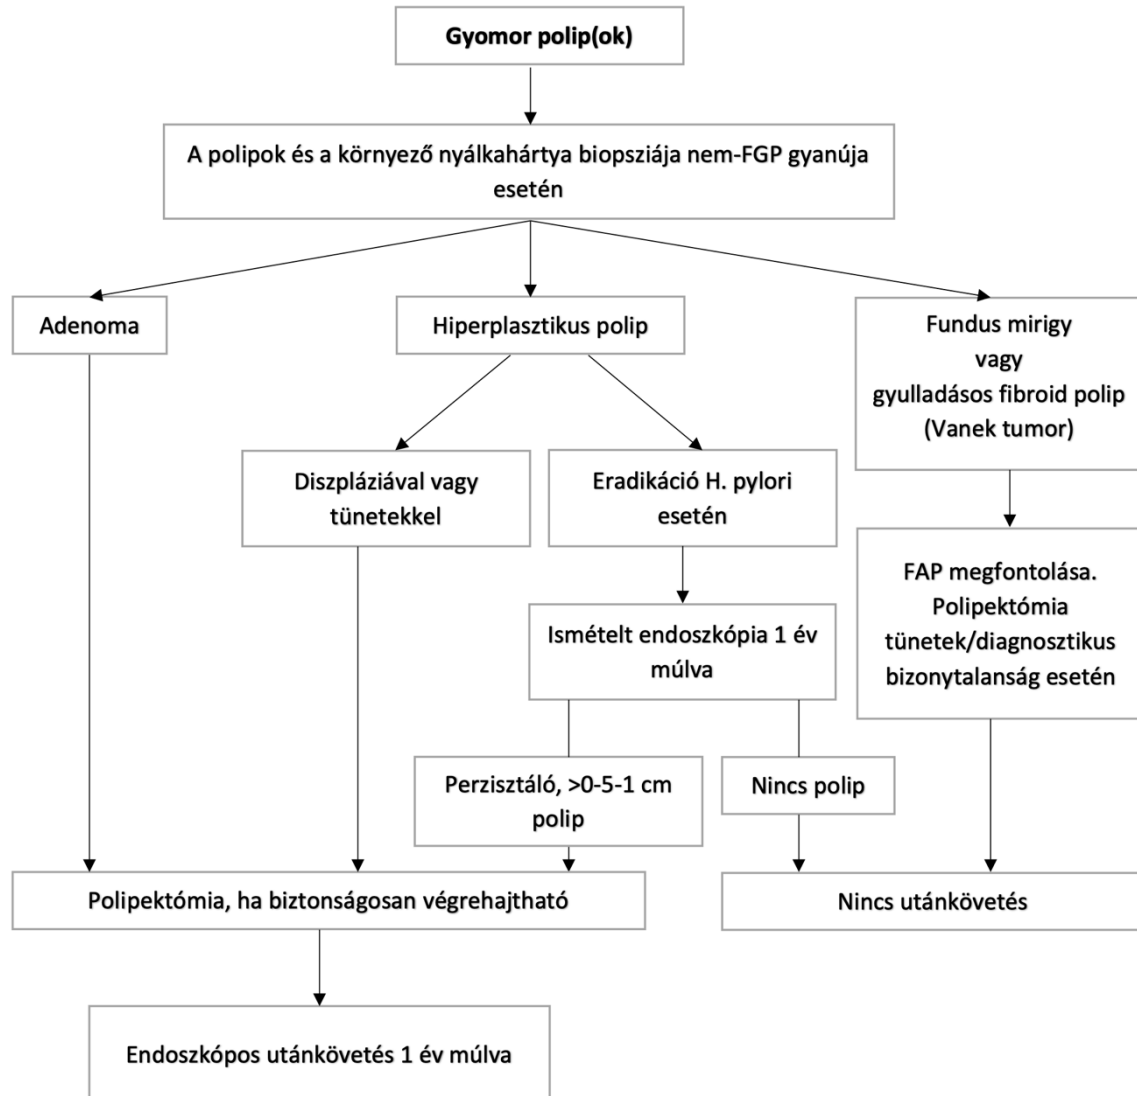 Gyomor polip(ok)
A polipok és a környező nyálkahártya biopsziája nem-FGP gyanúja
esetén
Adenoma
Hiperplasztikus polip
Fundus mirigy
vagy
gyulladásos fibroid polip
(Vanek tumor)
Diszpláziával vagy
tünetekkel
Eradikáció H. pylori
esetén
FAP megfontolása.
Polipektómia
tünetek/diagnosztikus
bizonytalanság esetén
Ismételt endoszkópia 1 év
múlva
Perzisztáló, >0-5-1 cm
polip
Nincs polip
Polipektómia, ha biztonságosan végrehajtható
Nincs utánkövetés
Endoszkópos utánkövetés 1 év múlva